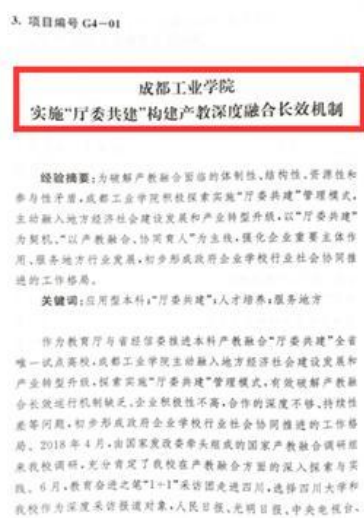 3. 项目编号 G4—01
成都工业学院
实施“厅委共建”构建产教深度融合长效机制
经验摘要:为破解产教融合面临的体制性、结构性、资源性和
参与性矛盾,成都工业学院积极探索实施“厅委共建”管理模式,
主动融入地方经济社会建设发展和产业转型升级,以“厅委共建”
为契机、“以产教融合、协同育人”为主线,强化企业重要主体作
用、服务地方行业发展,初步形成政府企业学校行业社会协同推
进的工作格局。
关键词:应用型本科;“厅委共建”;人才培养;服务地方
作为教育厅与省经信委推进本科产教融合“厅委共建”全省
唯一试点高校,成都工业学院主动融入地方经济社会建设发展和
产业转型升级,探索实施“厅委共建”管理模式,有效破解产教融
合长效运行机制缺乏、企业积极性不高,合作的深度不够、持续性
差等问题,初步形成政府企业学校行业社会协同推进的工作格
局。2018年4月,由国家发改委牵头组成的国家产教融合调研组
来我校调研,充分肯定了我校在产教融合方面的深入探索与实
践。6月,教育奋进之笔“1+1”采访团走进四川,选择四川大学和
我校作为深度采访报道对象,人民日报、光明日报、中央电视台、